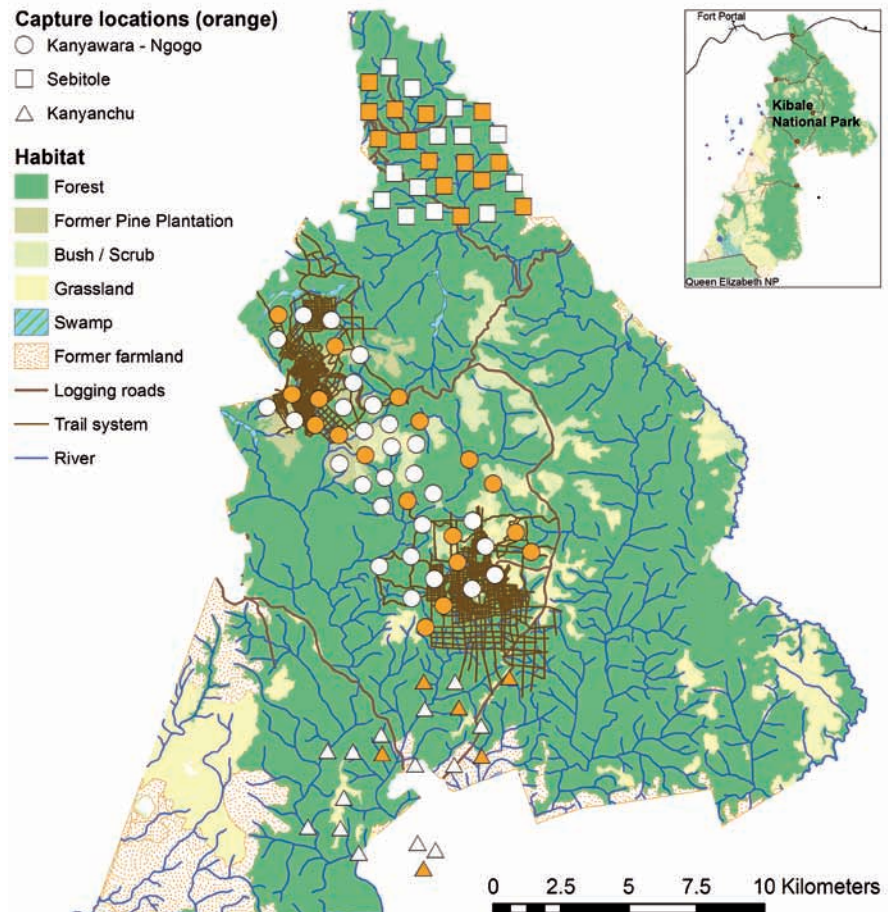 Capture locations (orange)
Kanyawara - Ngogo
Sebitole
Kanyanchu
Habitat
Forest
Former Pine Plantation
Bush / Scrub
Grassland
Swamp
Former farmland
Logging roads
Trail system
River
Fort Portal
Kibale
National Park
Queen Elizabeth NP
0 2.5 5 7.5 10 Kilometers